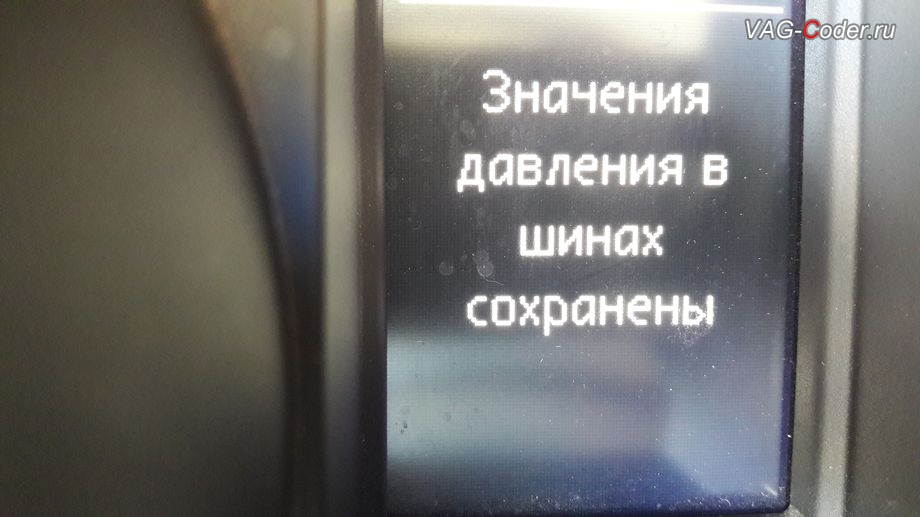 VAG-Coder.ru
Значения
давления в
шинах
сохранены